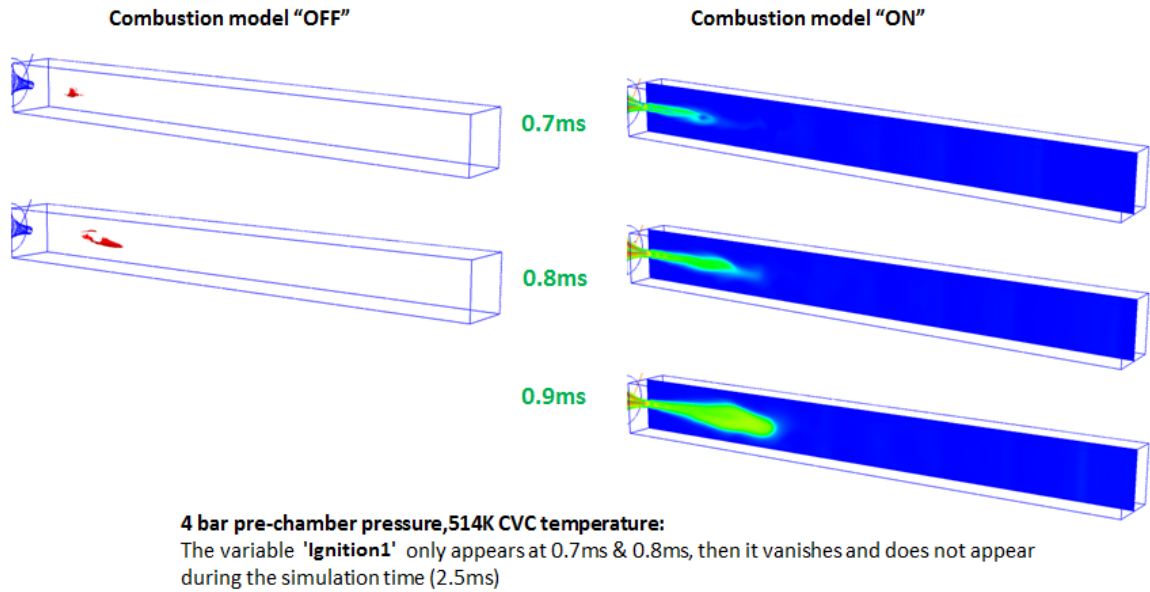 Combustion model “OFF”
Combustion model “ON”
0.7ms
0.8ms
0.9ms
4 bar pre-chamber pressure,514K CVC temperature:
The variable 'Ignition1' only appears at 0.7ms & 0.8ms, then it vanishes and does not appear
during the simulation time (2.5ms)